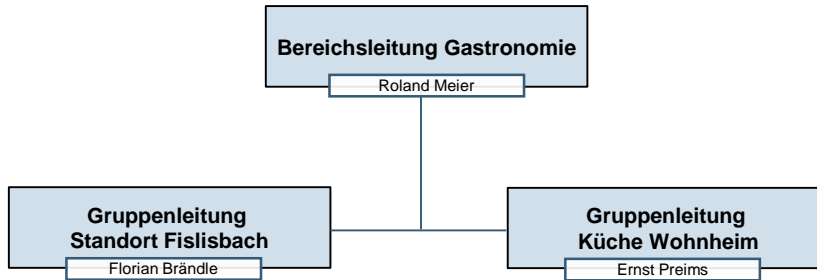 Bereichsleitung Gastronomie
Roland Meier
Gruppenleitung
Standort Fislisbach
Florian Brändle
Gruppenleitung
Küche Wohnheim
Ernst Preims